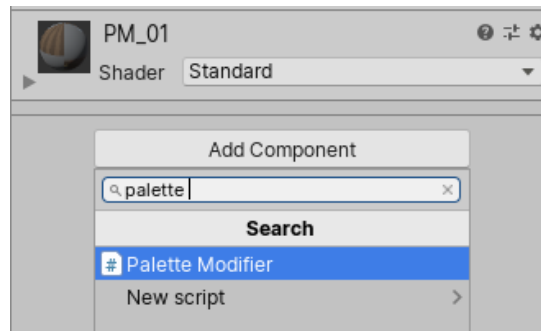 PM_01
Shader Standard
Add Component
palette
Search
# Palette Modifier
New script